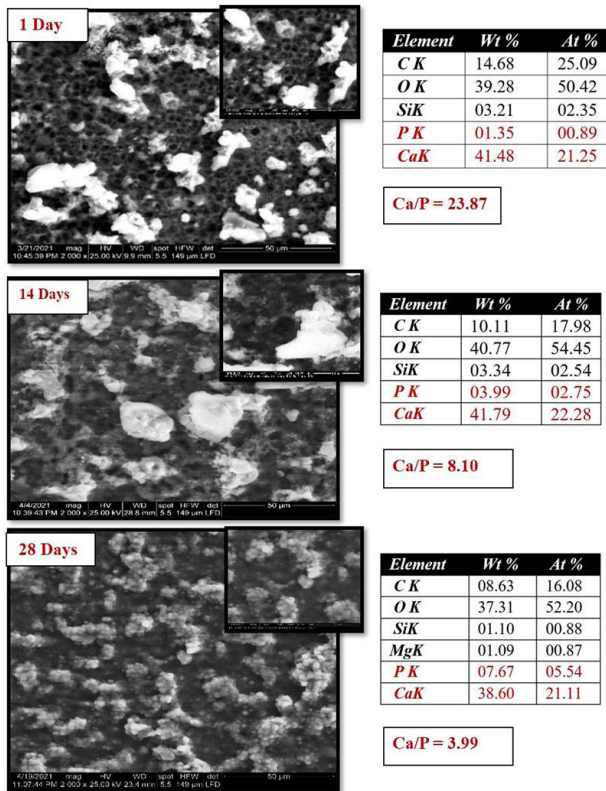 1 Day
3/21/2021 mag HV WD spot HFW det 50 µm
10:45:39 PM 2 000 x 25.00 kV 9.9 mm 5.5 149 µm LFD
Element Wt % At %
C K 14.68 25.09
O K 39.28 50.42
SiK 03.21 02.35
P K 01.35 00.89
CaK 41.48 21.25
Ca/P = 23.87
14 Days
4/4/2021 mag HV WD spot HFW det 50 µm
10:39:43 PM 2 000 x 25.00 kV 28.8 mm 5.5 149 µm LFD
Element Wt % At %
C K 10.11 17.98
O K 40.77 54.45
SiK 03.34 02.54
P K 03.99 02.75
CaK 41.79 22.28
Ca/P = 8.10
28 Days
4/19/2021 mag HV WD spot HFW det 50 µm
11:07:44 PM 2 000 x 25.00 kV 23.4 mm 5.5 149 µm LFD
Element Wt % At %
C K 08.63 16.08
O K 37.31 52.20
SiK 01.10 00.88
MgK 01.09 00.87
P K 07.67 05.54
CaK 38.60 21.11
Ca/P = 3.99